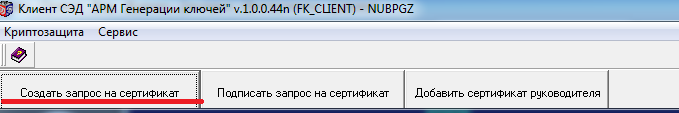 Клиент СЭД "АРМ Генерации ключей" v.1.0.0.44n (FK_CLIENT) - NUBPGZ
Криптозащита Сервис
Создать запрос на сертификат Подписать запрос на сертификат Добавить сертификат руководителя